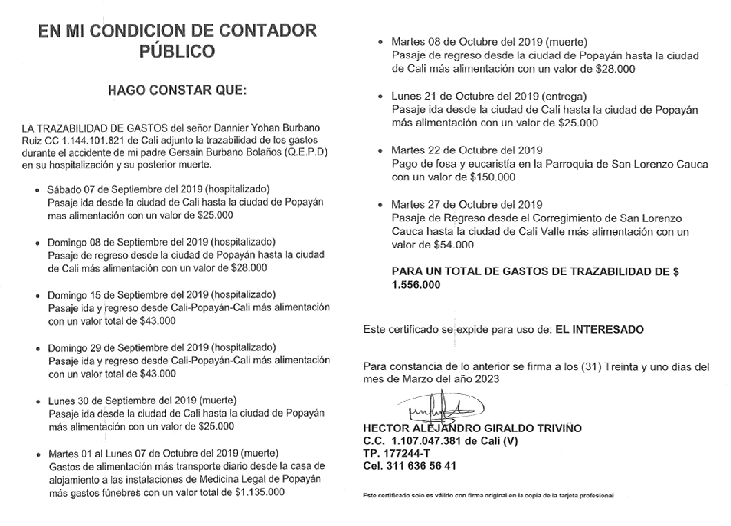 EN MI CONDICION DE CONTADOR
PÚBLICO
HAGO CONSTAR QUE:
LA TRAZABILIDAD DE GASTOS del señor Dannier Yohan Burbano
Ruiz CC 1.144.101.821 de Cali adjunto la trazabilidad de los gastos
durante el accidente de mi padre Gersain Burbano Bolaños (Q.E.P.D)
en su hospitalización y su posterior muerte.
• Sábado 07 de Septiembre del 2019 (hospitalizado)
Pasaje ida desde la ciudad de Cali hasta la ciudad de Popayán
mas alimentación con un valor de $25.000
• Domingo 08 de Septiembre del 2019 (hospitalizado)
Pasaje de regreso desde la ciudad de Popayán hasta la ciudad
de Cali más alimentación con un valor de $28.000
• Domingo 15 de Septiembre del 2019 (hospitalizado)
Pasaje ida y regreso desde Cali-Popayán-Cali más alimentación
con un valor total de $43.000
• Domingo 29 de Septiembre del 2019 (hospitalizado)
Pasaje ida y regreso desde Cali-Popayán-Cali más alimentación
con un valor total de $43.000
• Lunes 30 de Septiembre del 2019 (muerte)
Pasaje ida desde la ciudad de Cali hasta la ciudad de Popayán
más alimentación con un valor de $25.000
• Martes 01 al Lunes 07 de Octubre del 2019 (muerte)
Gastos de alimentación más transporte diario desde la casa de
alojamiento a las instalaciones de Medicina Legal de Popayán
más gastos fúnebres con un valor total de $1.135.000
• Martes 08 de Octubre del 2019 (muerte)
Pasaje de regreso desde la ciudad de Popayán hasta la ciudad
de Cali más alimentación con un valor de $28.000
• Lunes 21 de Octubre del 2019 (entrega)
Pasaje ida desde la ciudad de Cali hasta la ciudad de Popayán
más alimentación con un valor de $25.000
• Martes 22 de Octubre del 2019
Pago de fosa y eucaristía en la Parroquia de San Lorenzo Cauca
con un valor de $150.000
• Martes 27 de Octubre del 2019
Pasaje de Regreso desde el Corregimiento de San Lorenzo
Cauca hasta la ciudad de Cali Valle más alimentación con un
valor de $54.000
PARA UN TOTAL DE GASTOS DE TRAZABILIDAD DE $
1.556.000
Este certificado se expide para uso de: EL INTERESADO
Para constancia de lo anterior se firma a los (31) Treinta y uno días del
mes de Marzo del año 2023
HECTOR ALEJANDRO GIRALDO TRIVIÑO
C.C. 1.107.047.381 de Cali (V)
TP. 177244-T
Cel. 311 636 56 41
Este certificado solo es válido con firma original en la copia de la tarjeta profesional